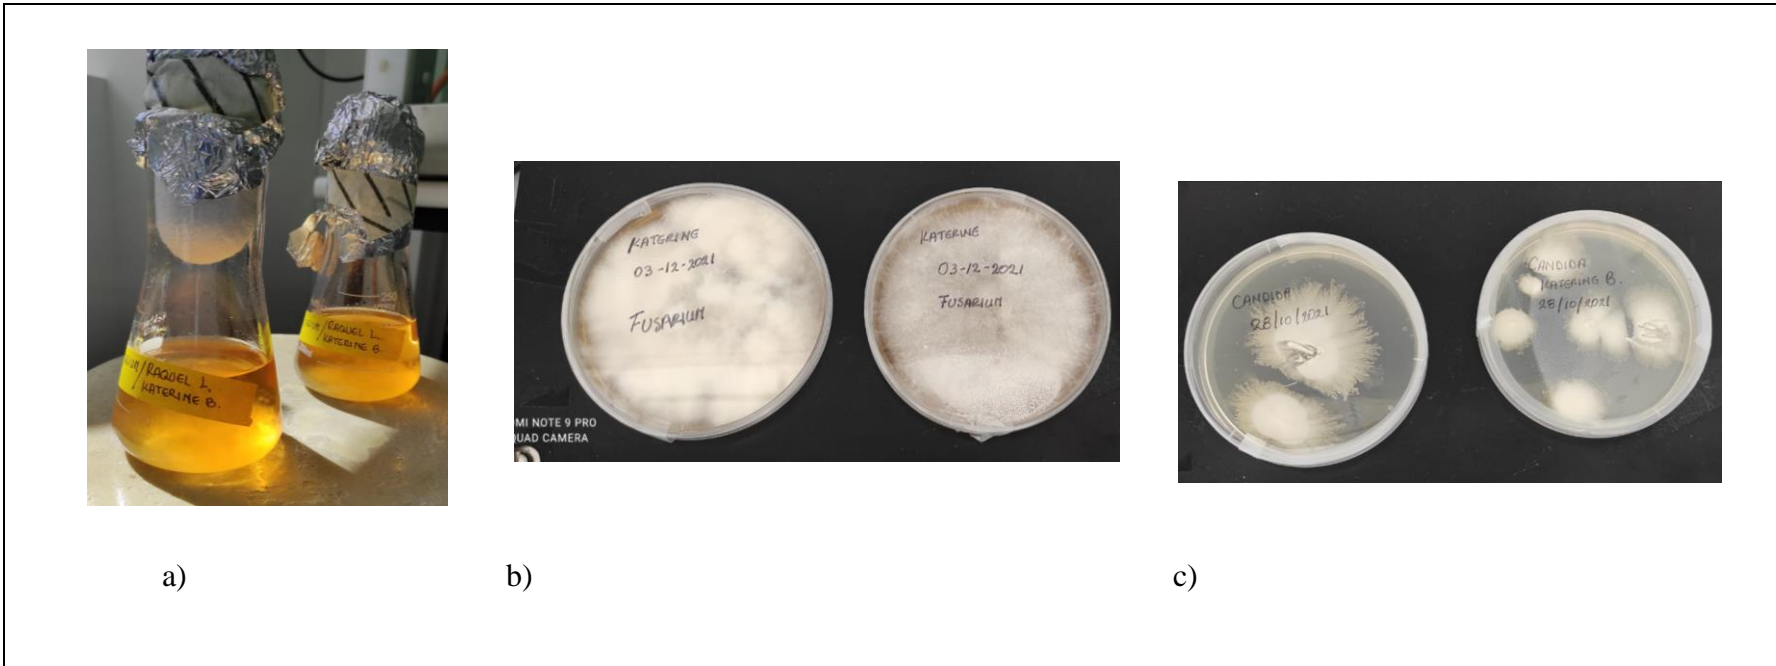 RAQUEL L.
KATERINE B.
250
/RAQUEL L.
KATERINE B.
KATERINE
03-12-2021
FUSARIUM
KATERINE
03-12-2021
FUSARIUM
MI NOTE 9 PRO
QUAD CAMERA
CANDIDA
28/10/2021
CANDIDA
KATERINE B.
28/10/2021
a)
b)
c)